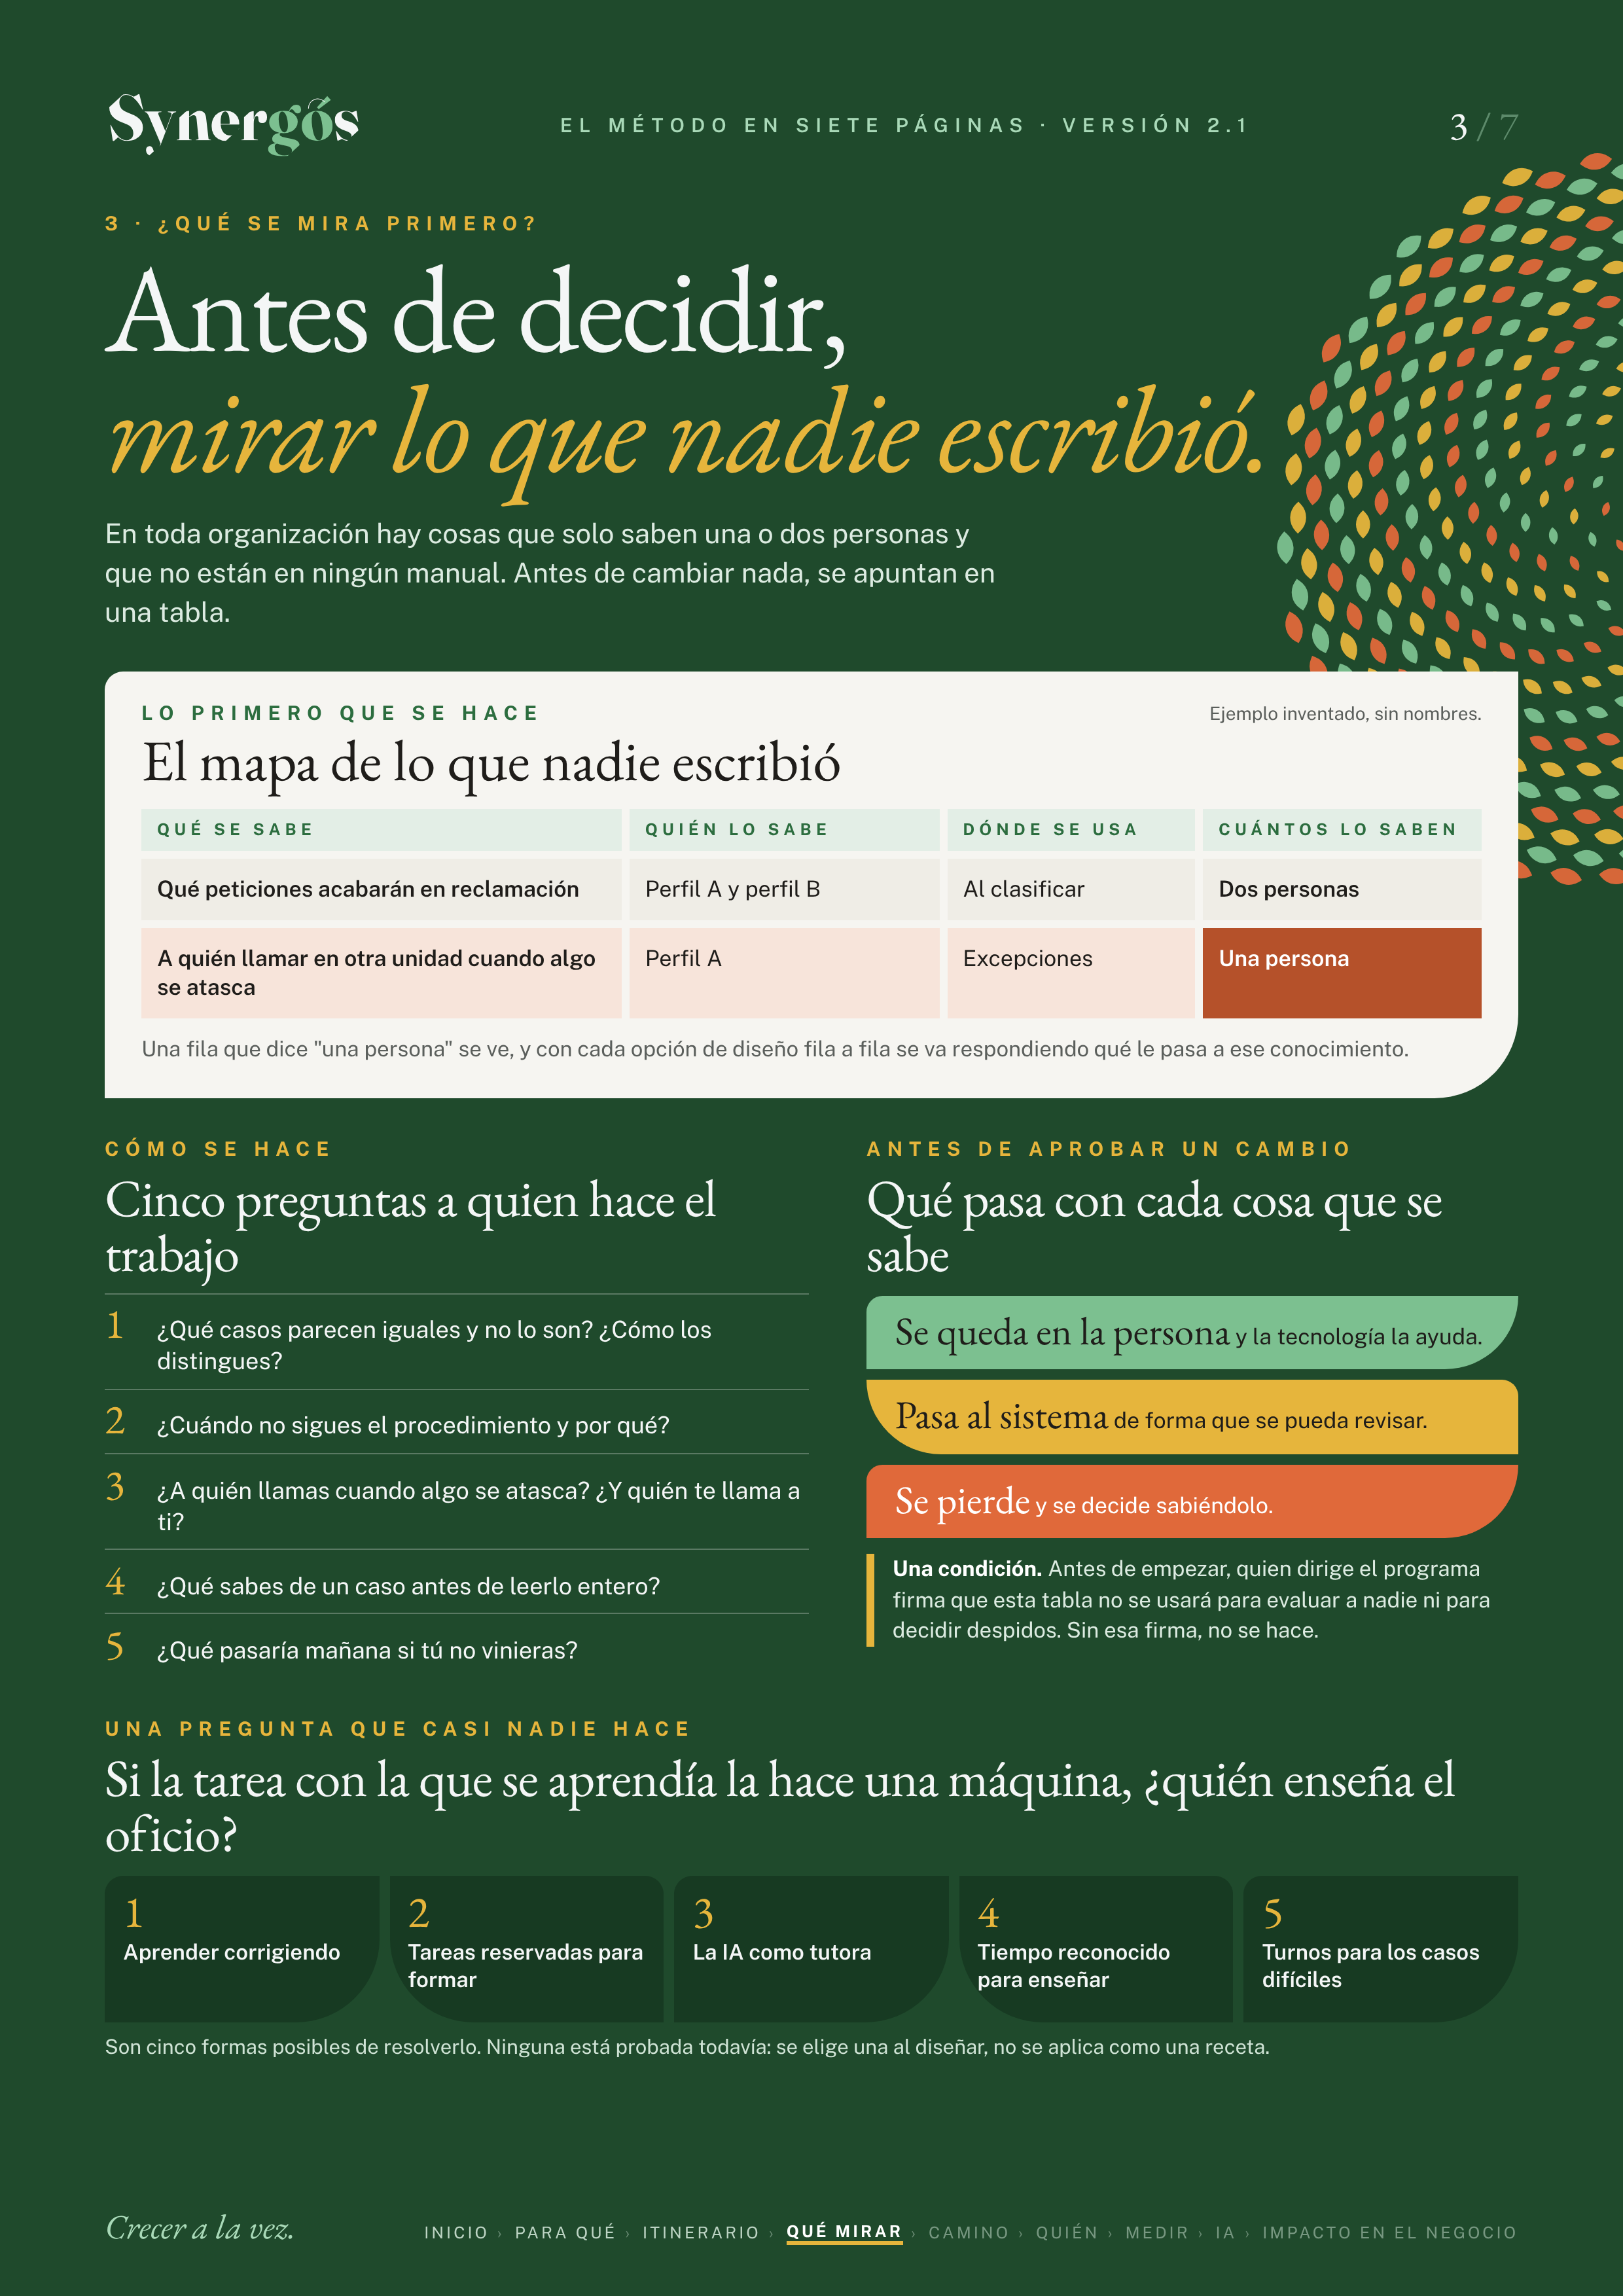 Synergós
EL MÉTODO EN SIETE PÁGINAS · VERSIÓN 2.1
3 / 7
3 · ¿QUÉ SE MIRA PRIMERO?
Antes de decidir,
mirar lo que nadie escribió.
En toda organización hay cosas que solo saben una o dos personas y
que no están en ningún manual. Antes de cambiar nada, se apuntan en
una tabla.
LO PRIMERO QUE SE HACE
Ejemplo inventado, sin nombres.
El mapa de lo que nadie escribió
QUÉ SE SABE
QUIÉN LO SABE
DÓNDE SE USA
CUÁNTOS LO SABEN
Qué peticiones acabarán en reclamación
Perfil A y perfil B
Al clasificar
Dos personas
A quién llamar en otra unidad cuando algo
se atasca
Perfil A
Excepciones
Una persona
Una fila que dice "una persona" se ve, y con cada opción de diseño fila a fila se va respondiendo qué le pasa a ese conocimiento.
CÓMO SE HACE
Cinco preguntas a quien hace el
trabajo
1 ¿Qué casos parecen iguales y no lo son? ¿Cómo los
distingues?
2 ¿Cuándo no sigues el procedimiento y por qué?
3 ¿A quién llamas cuando algo se atasca? ¿Y quién te llama a
ti?
4 ¿Qué sabes de un caso antes de leerlo entero?
5 ¿Qué pasaría mañana si tú no vinieras?
ANTES DE APROBAR UN CAMBIO
Qué pasa con cada cosa que se
sabe
Se queda en la persona y la tecnología la ayuda.
Pasa al sistema de forma que se pueda revisar.
Se pierde y se decide sabiéndolo.
Una condición. Antes de empezar, quien dirige el programa
firma que esta tabla no se usará para evaluar a nadie ni para
decidir despidos. Sin esa firma, no se hace.
UNA PREGUNTA QUE CASI NADIE HACE
Si la tarea con la que se aprendía la hace una máquina, ¿quién enseña el
oficio?
1
Aprender corrigiendo
2
Tareas reservadas para
formar
3
La IA como tutora
4
Tiempo reconocido
para enseñar
5
Turnos para los casos
difíciles
Son cinco formas posibles de resolverlo. Ninguna está probada todavía: se elige una al diseñar, no se aplica como una receta.
Crecer a la vez.
INICIO › PARA QUÉ › ITINERARIO › QUÉ MIRAR › CAMINO › QUIÉN › MEDIR › IA › IMPACTO EN EL NEGOCIO